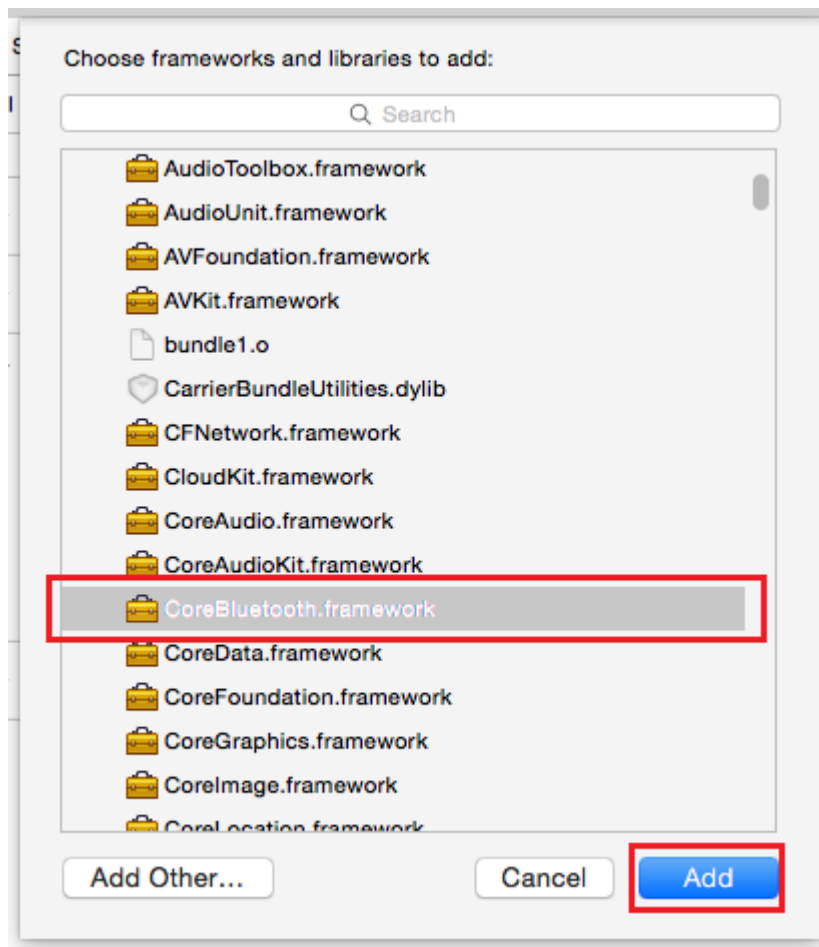 Choose frameworks and libraries to add:
Search
AudioToolbox.framework
AudioUnit.framework
AVFoundation.framework
AVKit.framework
bundle1.o
CarrierBundleUtilities.dylib
CFNetwork.framework
CloudKit.framework
CoreAudio.framework
CoreAudioKit.framework
CoreBluetooth.framework
CoreData.framework
CoreFoundation.framework
CoreGraphics.framework
CoreImage.framework
CoreLocation.framework
Add Other... Cancel Add